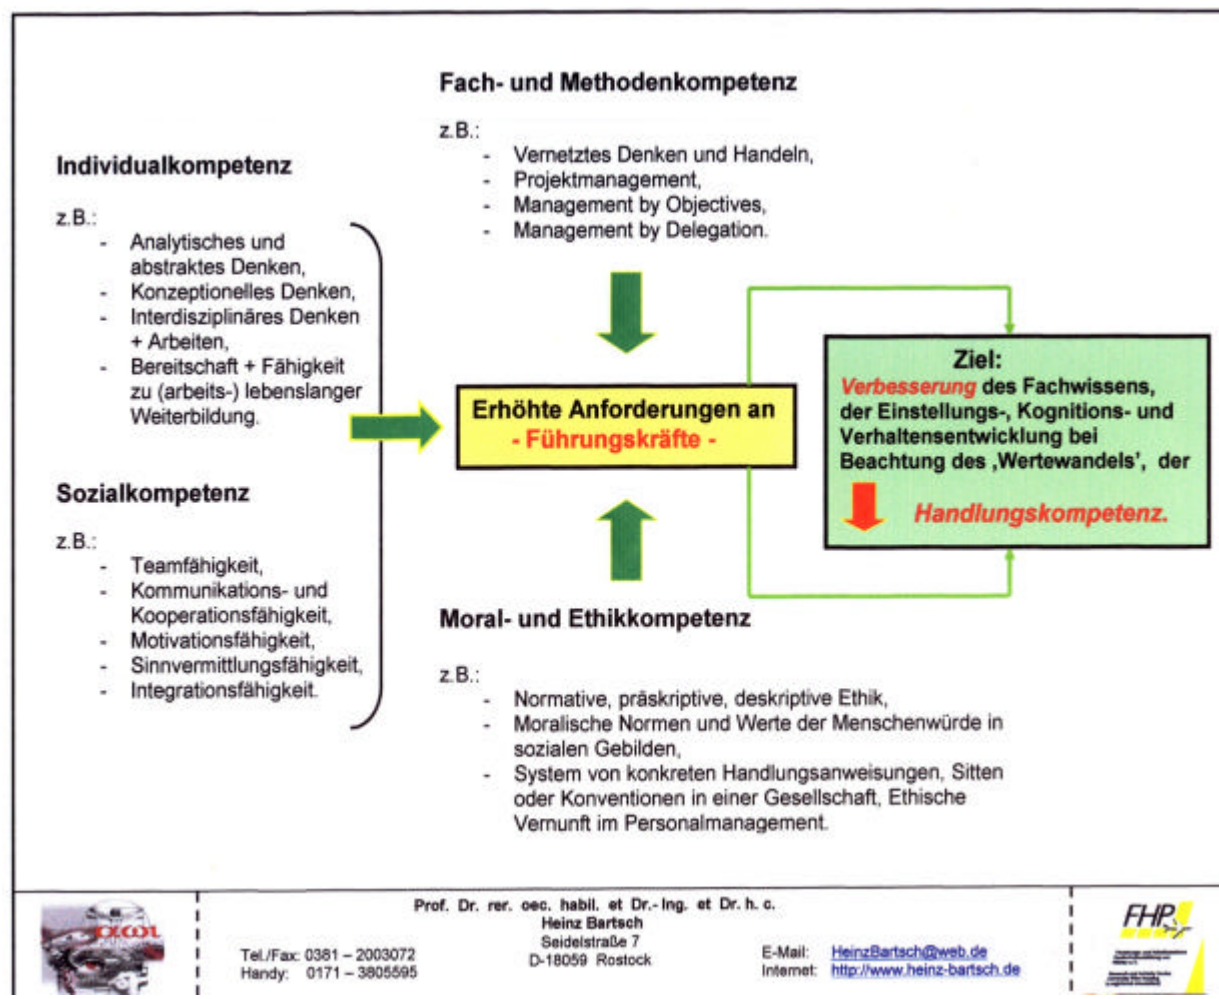 Fach- und Methodenkompetenz
z.B.:
- Vernetztes Denken und Handeln,
- Projektmanagement,
- Management by Objectives,
- Management by Delegation.
Individualkompetenz
z.B.:
- Analytisches und
abstraktes Denken,
- Konzeptionelles Denken,
- Interdisziplinäres Denken
+ Arbeiten,
- Bereitschaft + Fähigkeit
zu (arbeits-) lebenslanger
Weiterbildung.
Sozialkompetenz
z.B.:
- Teamfähigkeit,
- Kommunikations- und
Kooperationsfähigkeit,
- Motivationsfähigkeit,
- Sinnvermittlungsfähigkeit,
- Integrationsfähigkeit.
Erhöhte Anforderungen an
- Führungskräfte -
Ziel:
Verbesserung des Fachwissens,
der Einstellungs-, Kognitions- und
Verhaltensentwicklung bei
Beachtung des ‚Wertewandels’, der
Handlungskompetenz.
Moral- und Ethikkompetenz
z.B.:
- Normative, präskriptive, deskriptive Ethik,
- Moralische Normen und Werte der Menschenwürde in
sozialen Gebilden,
- System von konkreten Handlungsanweisungen, Sitten
oder Konventionen in einer Gesellschaft, Ethische
Vernunft im Personalmanagement.
Prof. Dr. rer. oec. habil. et Dr.- Ing. et Dr. h. c.
Heinz Bartsch
Seidelstraße 7
D-18059 Rostock
Tel./Fax: 0381 – 2003072
Handy: 0171 – 3805595
E-Mail: HeinzBartsch@web.de
Internet: http://www.heinz-bartsch.de
FHP